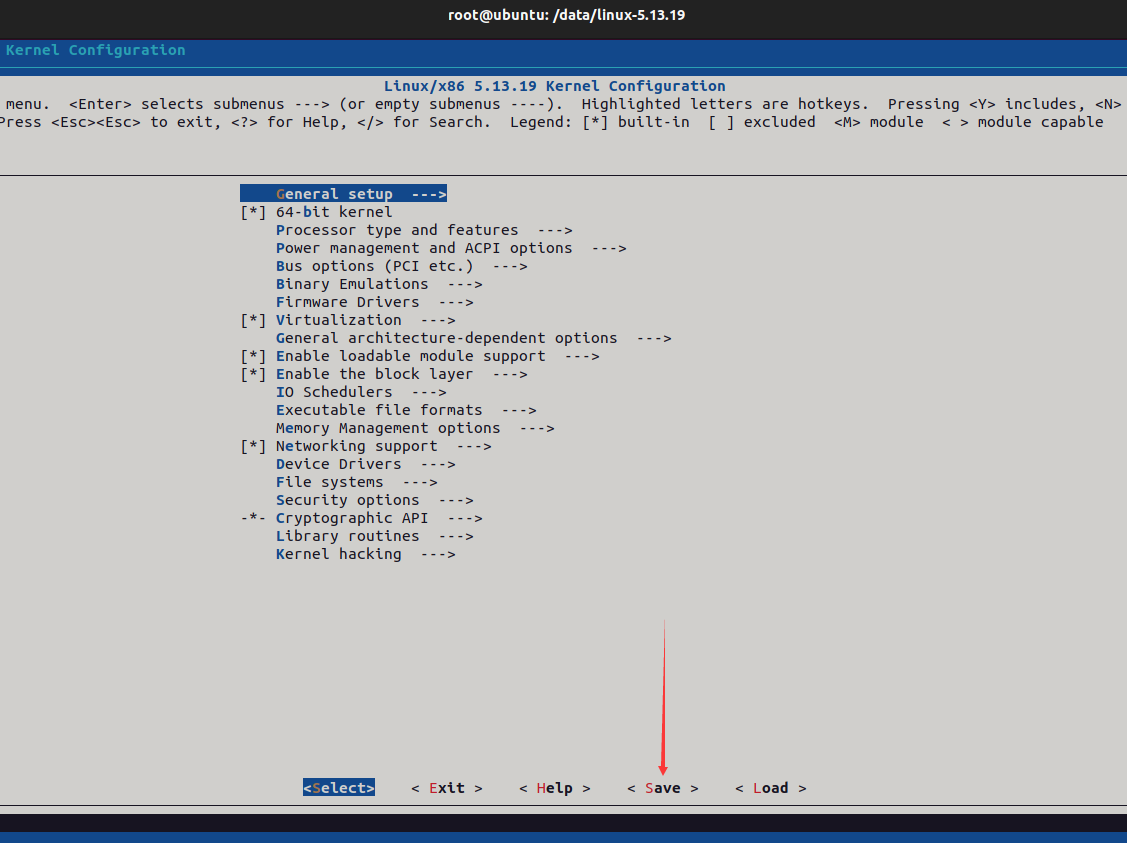 root@ubuntu: /data/linux-5.13.19
Kernel Configuration
Linux/x86 5.13.19 Kernel Configuration
menu.  <Enter> selects submenus ---> (or empty submenus ----).  Highlighted letters are hotkeys.  Pressing <Y> includes, <N>
Press <Esc><Esc> to exit, <?> for Help, </> for Search.  Legend: [*] built-in  [ ] excluded  <M> module  < > module capable
General setup  --->
[*] 64-bit kernel
Processor type and features  --->
Power management and ACPI options  --->
Bus options (PCI etc.)  --->
Binary Emulations  --->
Firmware Drivers  --->
[*] Virtualization  --->
General architecture-dependent options  --->
[*] Enable loadable module support  --->
[*] Enable the block layer  --->
IO Schedulers  --->
Executable file formats  --->
Memory Management options  --->
[*] Networking support  --->
Device Drivers  --->
File systems  --->
Security options  --->
-*- Cryptographic API  --->
Library routines  --->
Kernel hacking  --->
<Select>    < Exit >    < Help >    < Save >    < Load >